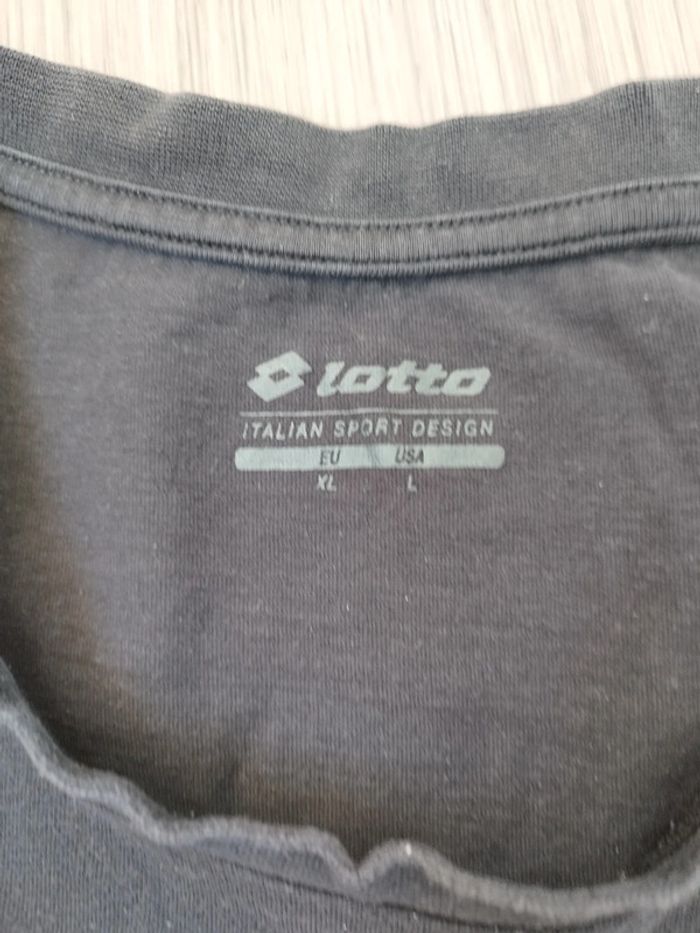 lotto
ITALIAN SPORT DESIGN
EU USA
XL L